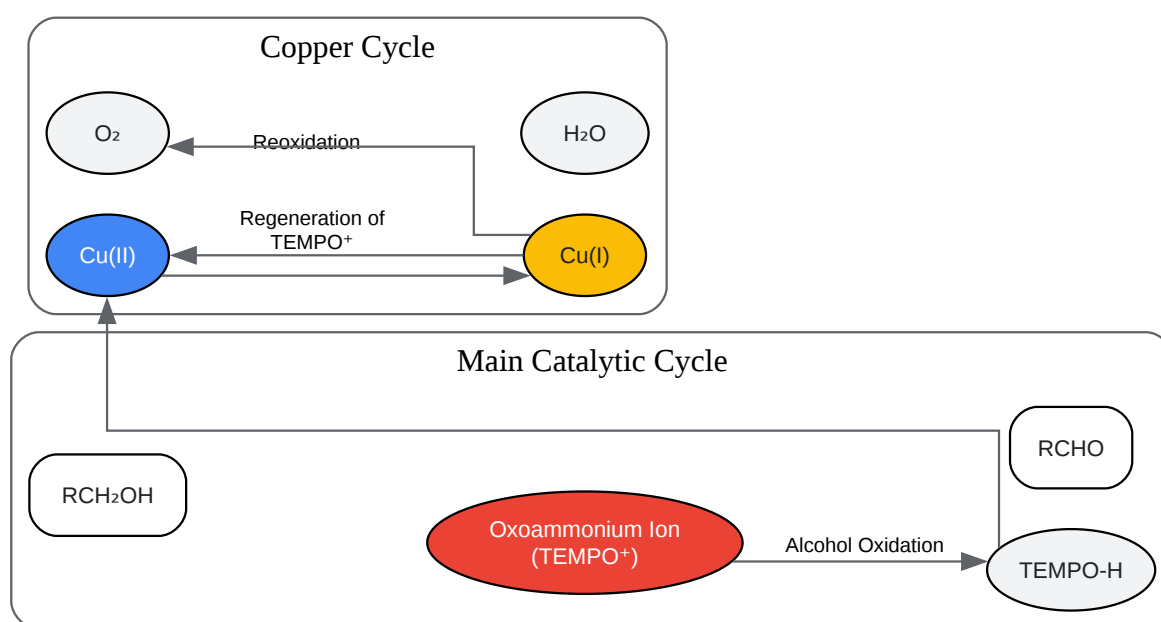 Copper Cycle
O₂
Reoxidation
H₂O
Regeneration of
TEMPO⁺
Cu(II)
Cu(I)
Main Catalytic Cycle
RCHO
RCH₂OH
Oxoammonium Ion
(TEMPO⁺)
Alcohol Oxidation
TEMPO-H